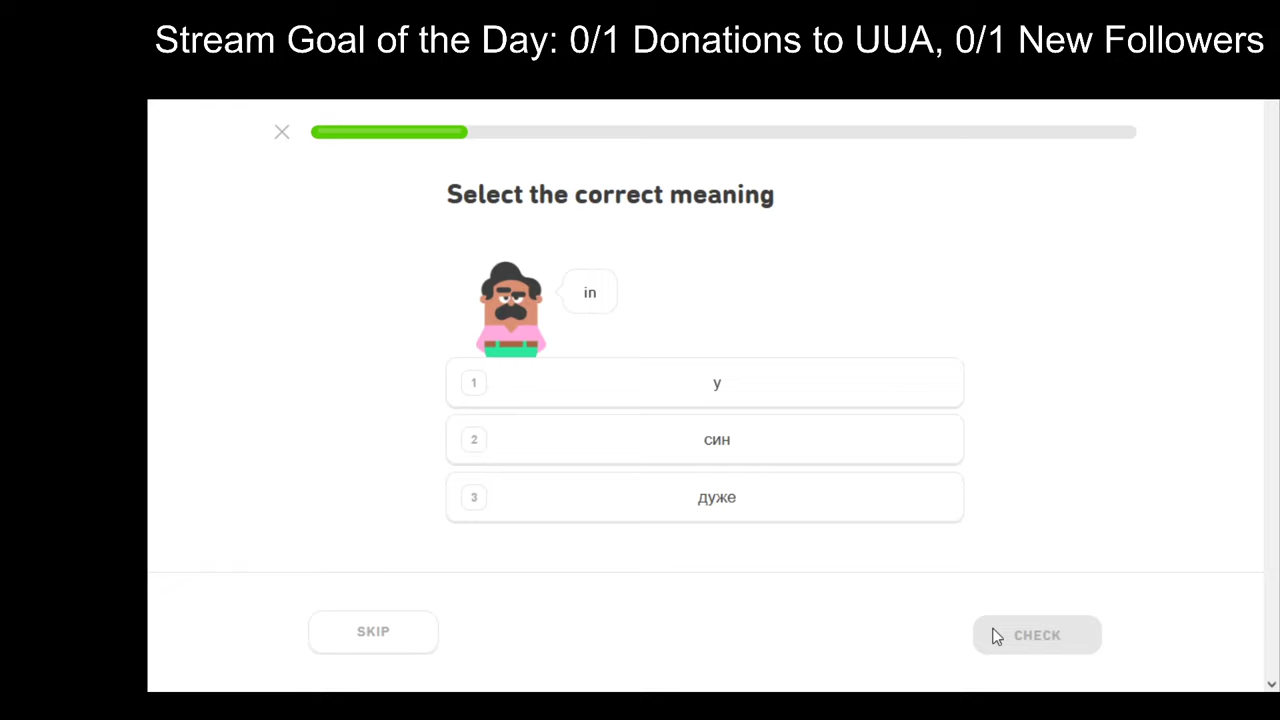 Stream Goal of the Day: 0/1 Donations to UUA, 0/1 New Followers
Select the correct meaning
in
1 у
2 син
3 дуже
SKIP
CHECK